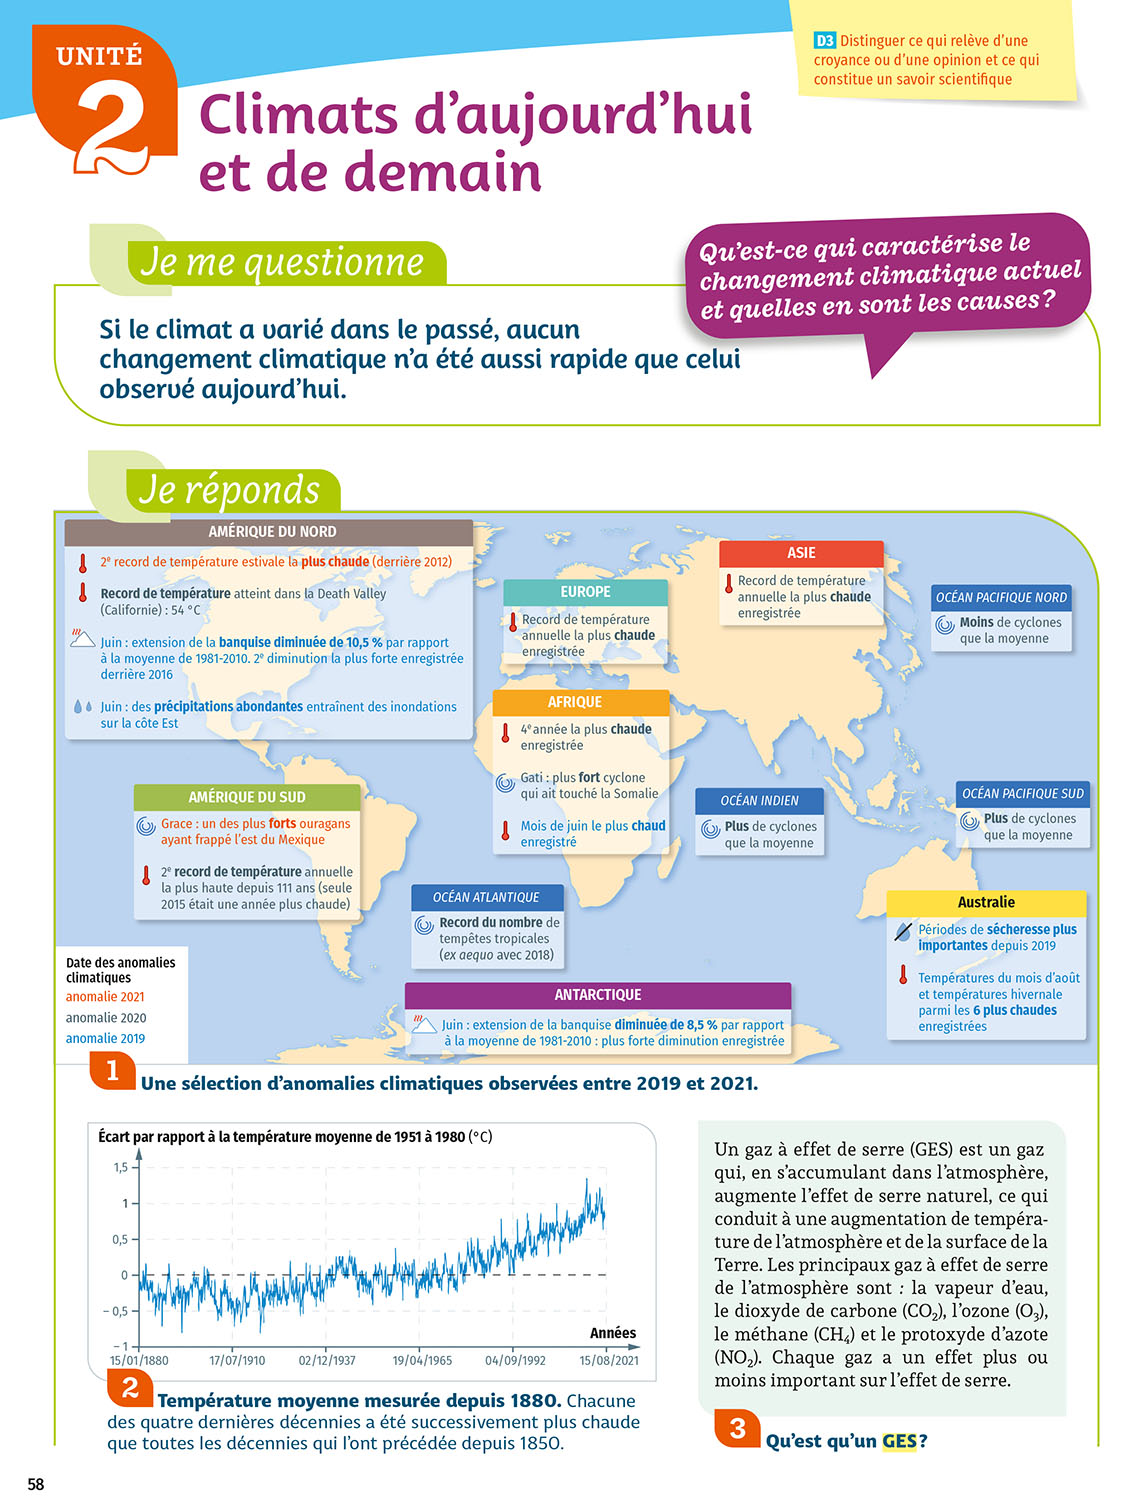 UNITÉ
2
Climats d'aujourd'hui
et de demain
D3 Distinguer ce qui relève d'une
croyance ou d'une opinion et ce qui
constitue un savoir scientifique
Je me questionne
Qu'est-ce qui caractérise le
changement climatique actuel
et quelles en sont les causes ?
Si le climat a varié dans le passé, aucun
changement climatique n'a été aussi rapide que celui
observé aujourd'hui.
Je réponds
AMÉRIQUE DU NORD
2e record de température estivale la plus chaude (derrière 2012)
Record de température atteint dans la Death Valley
(Californie) : 54 °C
Juin : extension de la banquise diminuée de 10,5 % par rapport
à la moyenne de 1981-2010. 2e diminution la plus forte enregistrée
derrière 2016
Juin : des précipitations abondantes entraînent des inondations
sur la côte Est
EUROPE
Record de température
annuelle la plus chaude
enregistrée
ASIE
Record de température
annuelle la plus chaude
enregistrée
OCÉAN PACIFIQUE NORD
Moins de cyclones
que la moyenne
AFRIQUE
4e année la plus chaude
enregistrée
Gati : plus fort cyclone
qui ait touché la Somalie
Mois de juin le plus chaud
enregistré
AMÉRIQUE DU SUD
Grace : un des plus forts ouragans
ayant frappé l'est du Mexique
2e record de température annuelle
la plus haute depuis 111 ans (seule
2015 était une année plus chaude)
OCÉAN INDIEN
Plus de cyclones
que la moyenne
OCÉAN PACIFIQUE SUD
Plus de cyclones
que la moyenne
OCÉAN ATLANTIQUE
Record du nombre de
tempêtes tropicales
(ex aequo avec 2018)
Australie
Périodes de sécheresse plus
importantes depuis 2019
Températures du mois d'août
et températures hivernale
parmi les 6 plus chaudes
enregistrées
ANTARCTIQUE
Juin : extension de la banquise diminuée de 8,5 % par rapport
à la moyenne de 1981-2010 : plus forte diminution enregistrée
Date des anomalies
climatiques
anomalie 2021
anomalie 2020
anomalie 2019
1 Une sélection d'anomalies climatiques observées entre 2019 et 2021.
Écart par rapport à la température moyenne de 1951 à 1980 (°C)
1,5
1
0,5
0
– 0,5
– 1
Années
15/01/1880 17/07/1910 02/12/1937 19/04/1965 04/09/1992 15/08/2021
2 Température moyenne mesurée depuis 1880. Chacune
des quatre dernières décennies a été successivement plus chaude
que toutes les décennies qui l'ont précédée depuis 1850.
Un gaz à effet de serre (GES) est un gaz
qui, en s'accumulant dans l'atmosphère,
augmente l'effet de serre naturel, ce qui
conduit à une augmentation de tempéra-
ture de l'atmosphère et de la surface de la
Terre. Les principaux gaz à effet de serre
de l'atmosphère sont : la vapeur d'eau,
le dioxyde de carbone (CO₂), l'ozone (O₃),
le méthane (CH₄) et le protoxyde d'azote
(NO₂). Chaque gaz a un effet plus ou
moins important sur l'effet de serre.
3 Qu'est qu'un GES ?
58